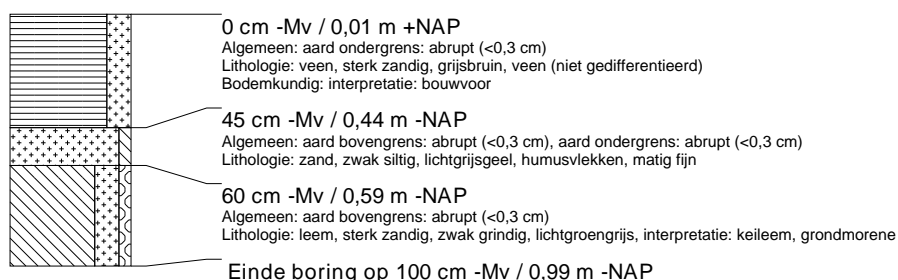 0 cm -Mv / 0,01 m +NAP
Algemeen: aard ondergrens: abrupt (<0,3 cm)
Lithologie: veen, sterk zandig, grijsbruin, veen (niet gedifferentieerd)
Bodemkundig: interpretatie: bouwvoor
45 cm -Mv / 0,44 m -NAP
Algemeen: aard bovengrens: abrupt (<0,3 cm), aard ondergrens: abrupt (<0,3 cm)
Lithologie: zand, zwak siltig, lichtgrijsgeel, humusvlekken, matig fijn
60 cm -Mv / 0,59 m -NAP
Algemeen: aard bovengrens: abrupt (<0,3 cm)
Lithologie: leem, sterk zandig, zwak grindig, lichtgroengrijs, interpretatie: keileem, grondmorene
Einde boring op 100 cm -Mv / 0,99 m -NAP